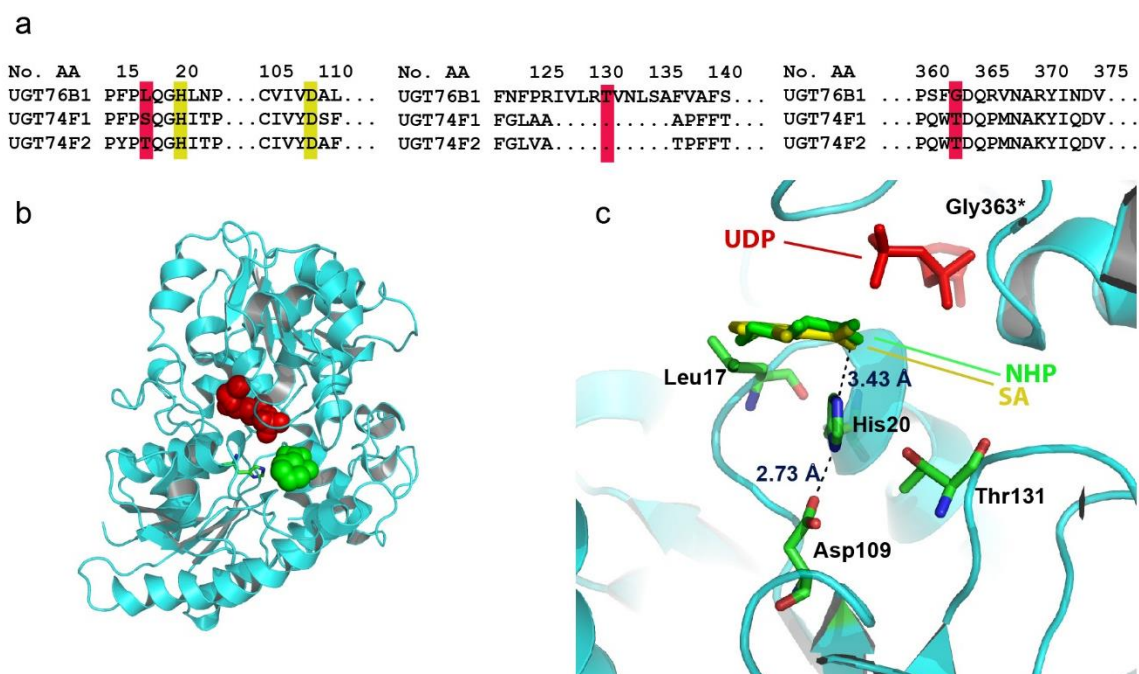 a
No. AA 15 20 105 110
UGT76B1 PFPLQGHLNP...CVIVDAL...
UGT74F1 PFPSQGHITP...CIVYDSF...
UGT74F2 PYPTQGHITP...CIVYDAF...
No. AA 125 130 135 140
UGT76B1 FNFPRIVLRTVNLSAFVAFS...
UGT74F1 FGLAA..........APFFT...
UGT74F2 FGLVA..........TPFFT...
No. AA 360 365 370 375
UGT76B1 ...PSFGDQRVNARYINDV...
UGT74F1 ...PQWTDQPMNAKYIQDV...
UGT74F2 ...PQWTDQPMNAKYIQDV...
b
c
Gly363*
UDP
Leu17
NHP
SA
3.43 Å
His20
2.73 Å
Thr131
Asp109